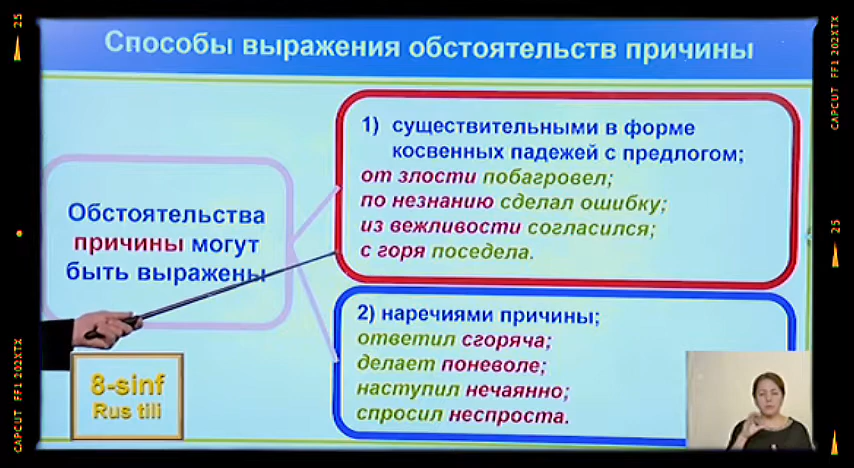 Способы выражения обстоятельств причины
Обстоятельства
причины могут
быть выражены
1) существительными в форме
косвенных падежей с предлогом;
от злости побагровел;
по незнанию сделал ошибку;
из вежливости согласился;
с горя поседела.
2) наречиями причины;
ответил сгоряча;
делает поневоле;
наступил нечаянно;
спросил неспроста.
8-sinf
Rus tili
25
CAPCUT FF1 202XTX
CAPCUT FF1 202XTX
25